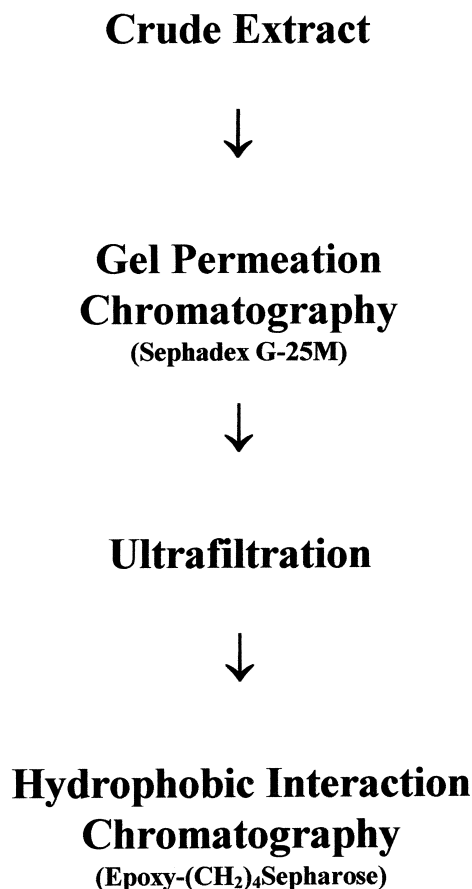 Crude Extract
↓
Gel Permeation
Chromatography
(Sephadex G-25M)
↓
Ultrafiltration
↓
Hydrophobic Interaction
Chromatography
(Epoxy-(CH₂)₄Sepharose)